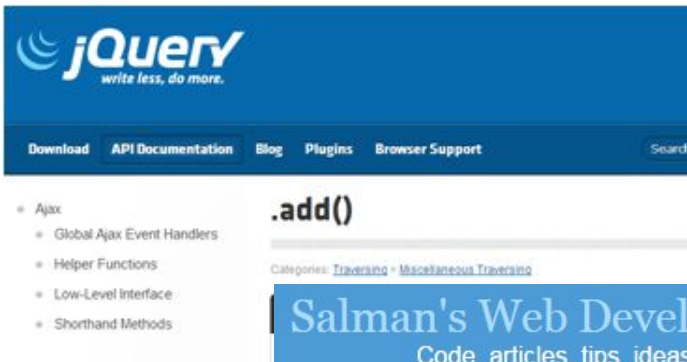 jQuery
write less, do more.
Download API Documentation Blog Plugins Browser Support Search
Ajax
Global Ajax Event Handlers
Helper Functions
Low-Level Interface
Shorthand Methods
.add()
Categories: Traversing > Miscellaneous Traversing
Salman's Web Devel
Code, articles, tips, ideas